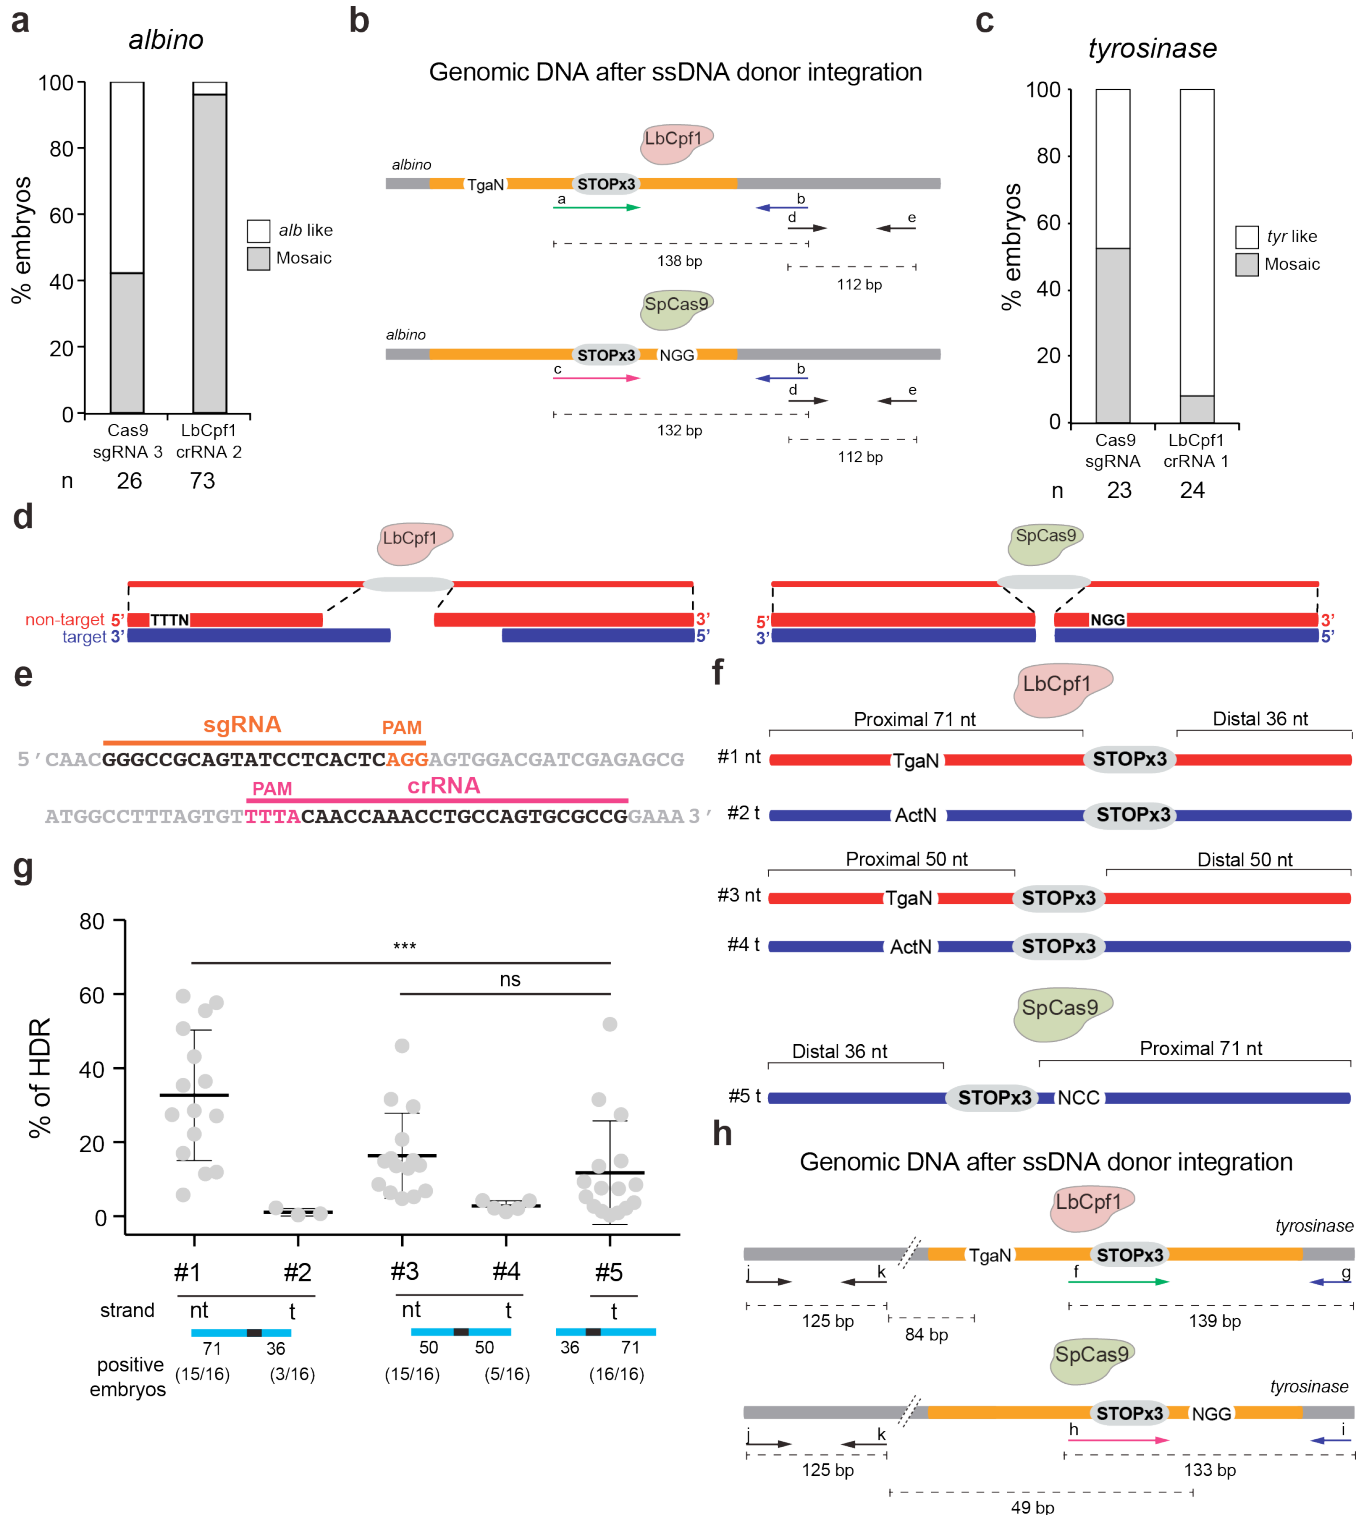 a
albino
% embryos
100
80
60
40
20
0
alb like
Mosaic
Cas9
sgRNA 3
LbCpf1
crRNA 2
n 26 73
b
Genomic DNA after ssDNA donor integration
LbCpf1
albino
TgaN STOPx3
a b
d e
138 bp
112 bp
SpCas9
albino
STOPx3 NGG
c b
d e
132 bp
112 bp
c
tyrosinase
% embryos
100
80
60
40
20
0
tyr like
Mosaic
Cas9
sgRNA
LbCpf1
crRNA 1
n 23 24
d
LbCpf1
non-target 5' TTTN 3'
target 3' 5'
SpCas9
5' NGG 3'
3' 5'
e
sgRNA PAM
5'CAACGGGCCGCAGTATCCTCACTCAGGAGTGGACGATCGAGAGCG
PAM crRNA
ATGGCCTTTAGTGTTTTACAACCAAACCTGCCAGTGCGCCGGAAA3'
f
LbCpf1
Proximal 71 nt Distal 36 nt
#1 nt TgaN STOPx3
#2 t ActN STOPx3
Proximal 50 nt Distal 50 nt
#3 nt TgaN STOPx3
#4 t ActN STOPx3
SpCas9
Distal 36 nt Proximal 71 nt
#5 t STOPx3 NCC
g
% of HDR
80
60
40
20
0
***
ns
#1 #2 #3 #4 #5
strand nt t nt t t
71 36 50 50 36 71
positive
embryos
(15/16) (3/16) (15/16) (5/16) (16/16)
h
Genomic DNA after ssDNA donor integration
LbCpf1
tyrosinase
TgaN STOPx3
j k f g
125 bp 84 bp 139 bp
SpCas9
tyrosinase
STOPx3 NGG
j k h i
125 bp 133 bp
49 bp